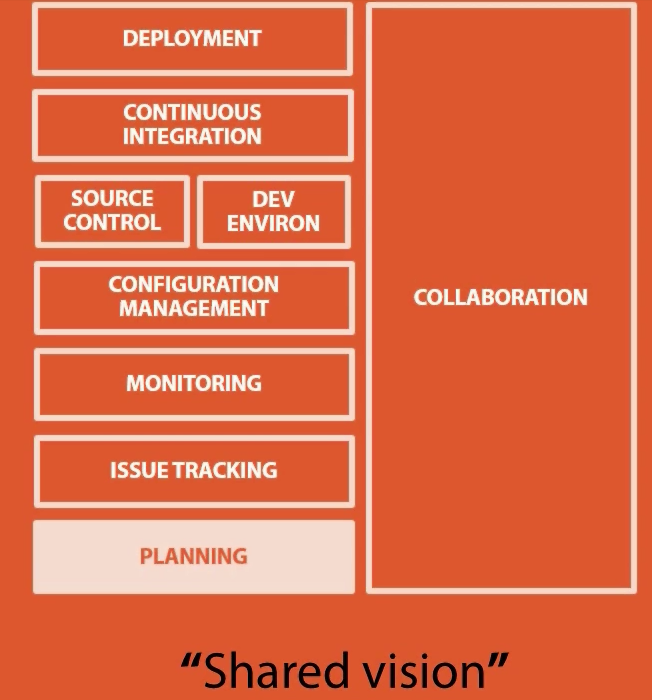 DEPLOYMENT
CONTINUOUS
INTEGRATION
SOURCE
CONTROL
DEV
ENVIRON
CONFIGURATION
MANAGEMENT
MONITORING
ISSUE TRACKING
PLANNING
COLLABORATION
“Shared vision”